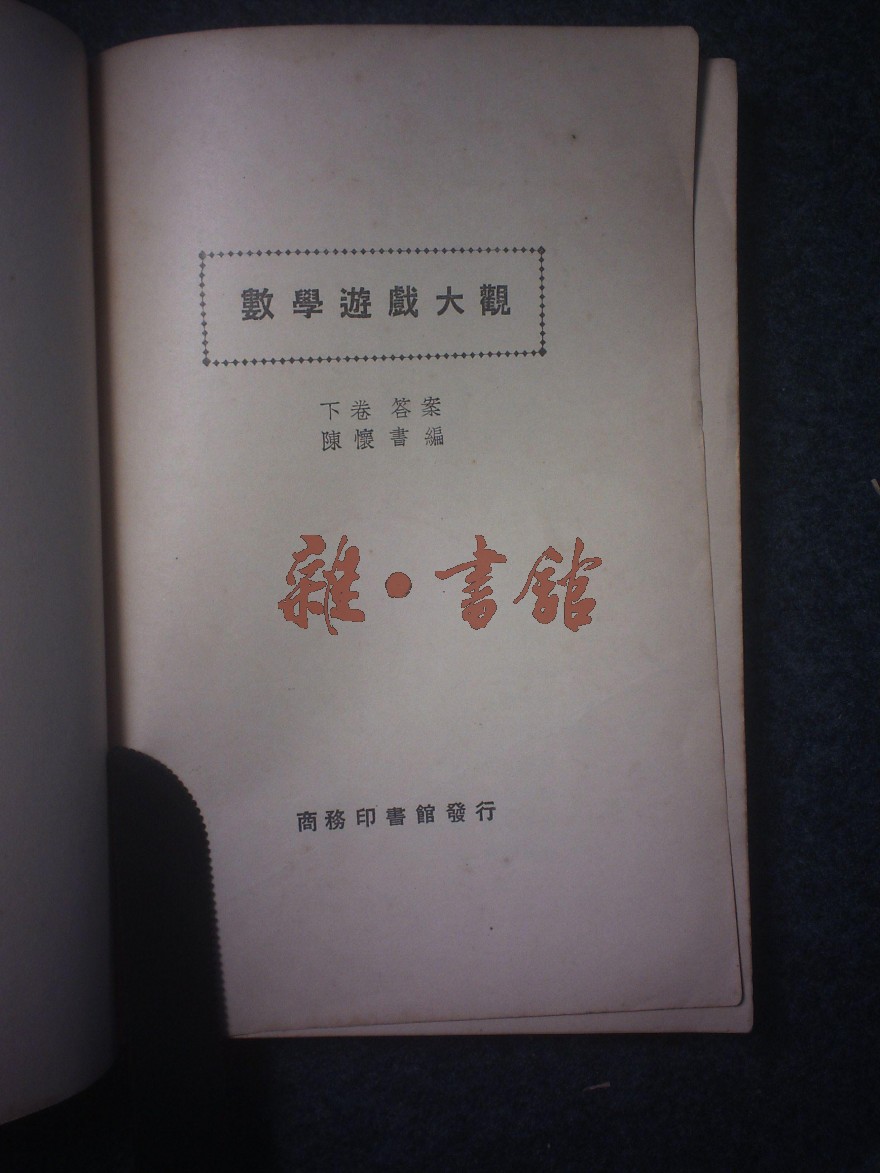 數學遊戲大觀
下卷 答案
陳懷書編
雜·書館
商務印書館發行